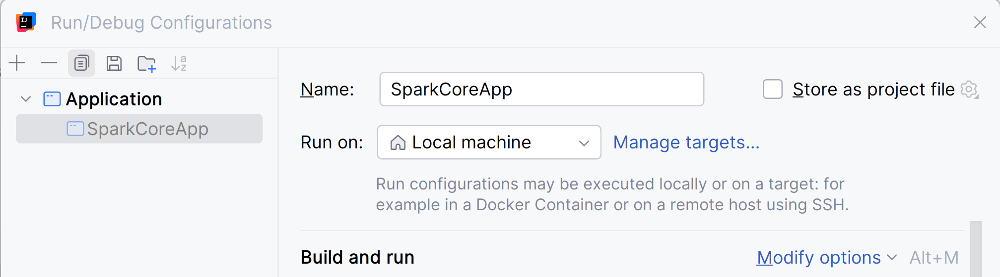 IJ
Run/Debug Configurations
a
z
Application
SparkCoreApp
Name: SparkCoreApp
Store as project file
Run on: Local machine
Manage targets...
Run configurations may be executed locally or on a target: for
example in a Docker Container or on a remote host using SSH.
Build and run
Modify options Alt+M